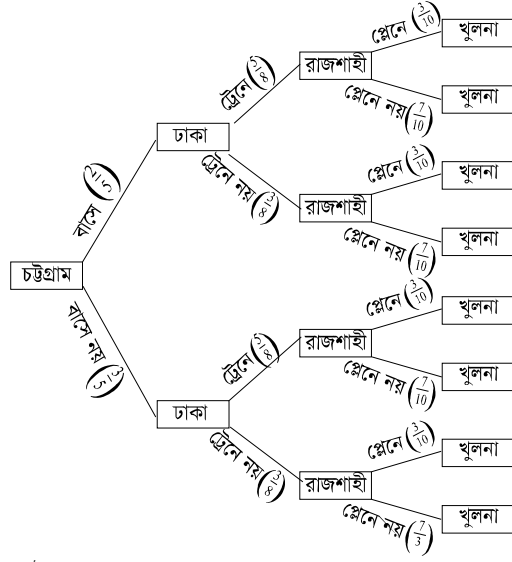 প্লেনে (3/10)
খুলনা
রাজশাহী
ট্রেনে (5/8)
প্লেনে নয় (7/10)
খুলনা
ঢাকা
ট্রেনে নয় (3/8)
প্লেনে (3/10)
খুলনা
রাজশাহী
বাসে (2/5)
প্লেনে নয় (7/10)
খুলনা
চট্টগ্রাম
প্লেনে (3/10)
খুলনা
বাসে নয় (3/5)
রাজশাহী
ট্রেনে (5/8)
প্লেনে নয় (7/10)
খুলনা
ঢাকা
ট্রেনে নয় (3/8)
প্লেনে (3/10)
খুলনা
রাজশাহী
প্লেনে নয় (7/3)
খুলনা